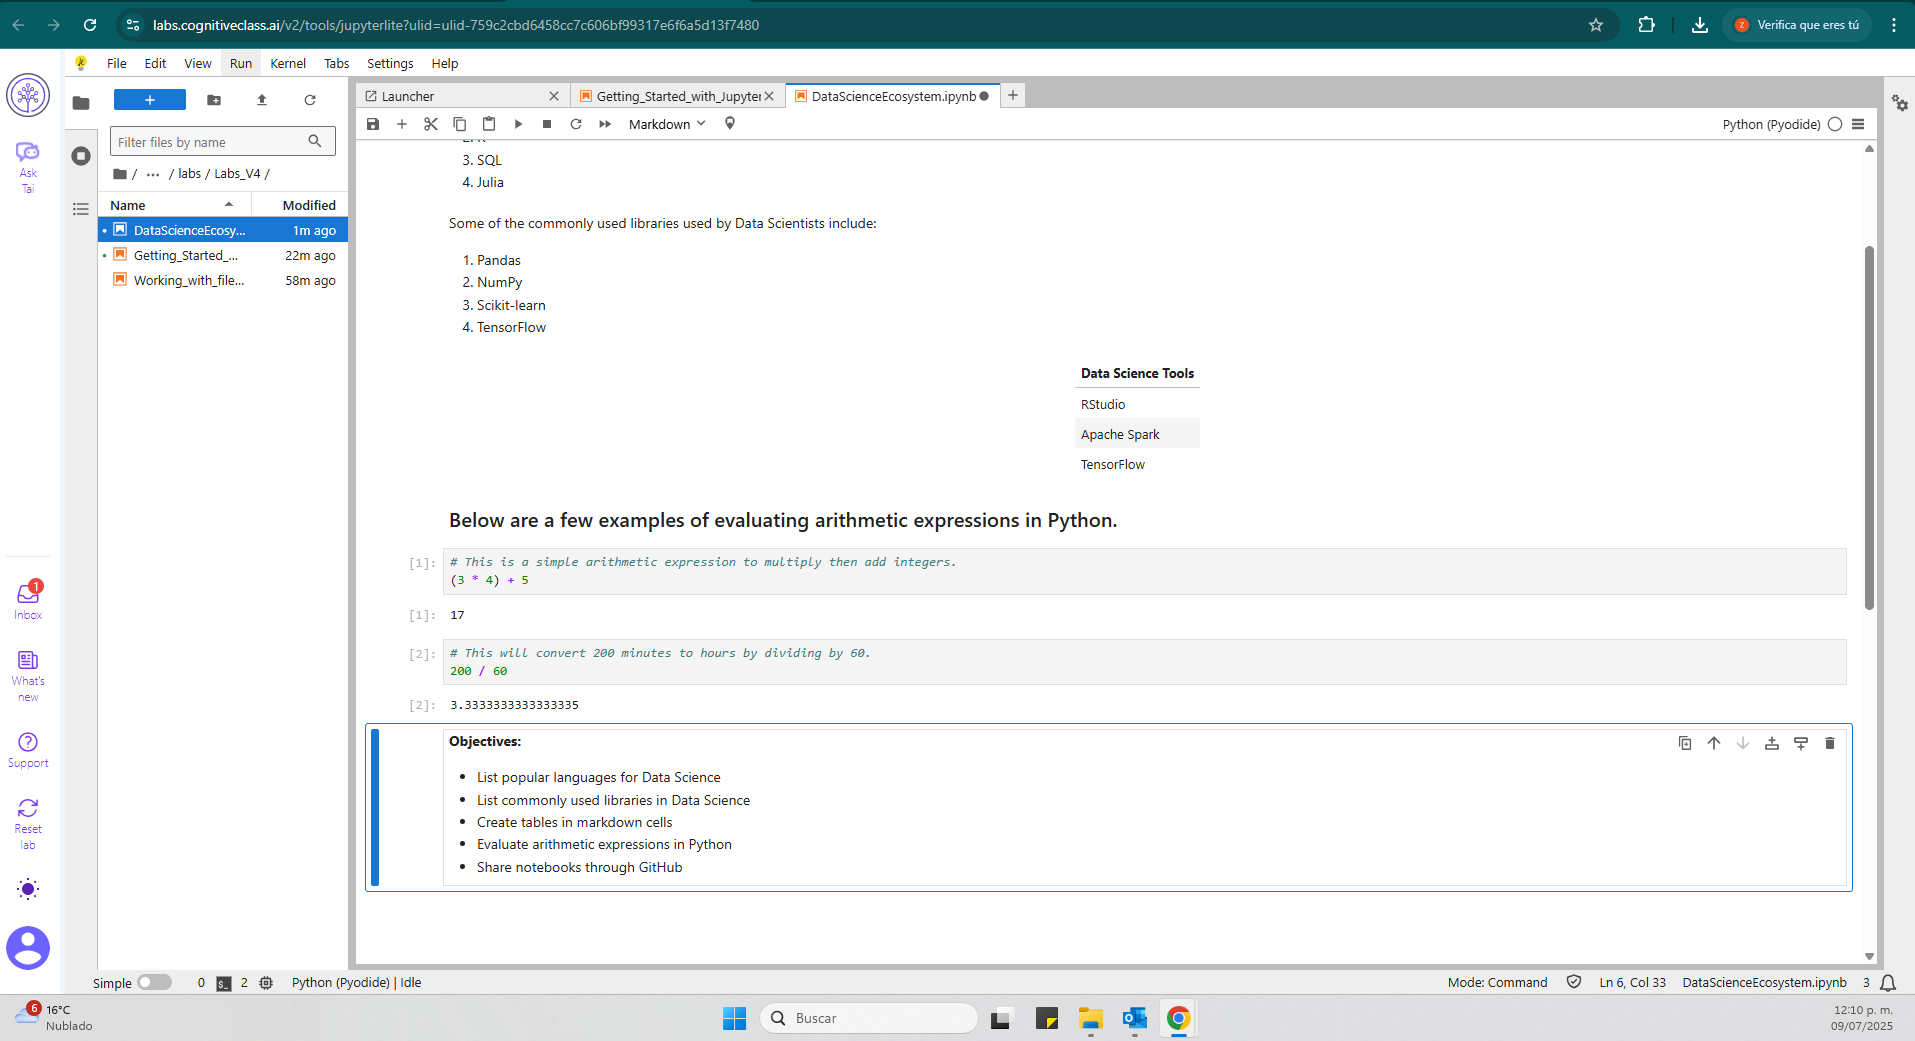 labs.cognitiveclass.ai/v2/tools/jupyterlite?ulid=ulid-759c2cbd6458cc7c606bf99317e6f6a5d13f7480
Z
Verifica que eres tú
File
Edit
View
Run
Kernel
Tabs
Settings
Help
Ask
Tai
Inbox
1
What's
new
Support
Reset
lab
Filter files by name
/ ... / labs / Labs_V4 /
Name
Modified
DataScienceEcosy...
1m ago
Getting_Started_...
22m ago
Working_with_file...
58m ago
Launcher
Getting_Started_with_Jupyter
DataScienceEcosystem.ipynb
Markdown
Python (Pyodide)
3. SQL
4. Julia
Some of the commonly used libraries used by Data Scientists include:
1. Pandas
2. NumPy
3. Scikit-learn
4. TensorFlow
Data Science Tools
RStudio
Apache Spark
TensorFlow
Below are a few examples of evaluating arithmetic expressions in Python.
[1]:
# This is a simple arithmetic expression to multiply then add integers.
(3 * 4) + 5
[1]:
17
[2]:
# This will convert 200 minutes to hours by dividing by 60.
200 / 60
[2]:
3.3333333333333335
Objectives:
• List popular languages for Data Science
• List commonly used libraries in Data Science
• Create tables in markdown cells
• Evaluate arithmetic expressions in Python
• Share notebooks through GitHub
Simple
0
2
Python (Pyodide) | Idle
Mode: Command
Ln 6, Col 33
DataScienceEcosystem.ipynb
3
6
16°C
Nublado
Buscar
12:10 p. m.
09/07/2025